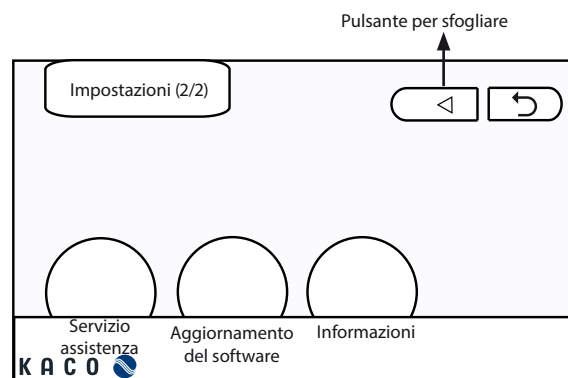 Pulsante per sfogliare
Impostazioni (2/2)
Servizio
assistenza
Aggiornamento
del software
Informazioni
KACO